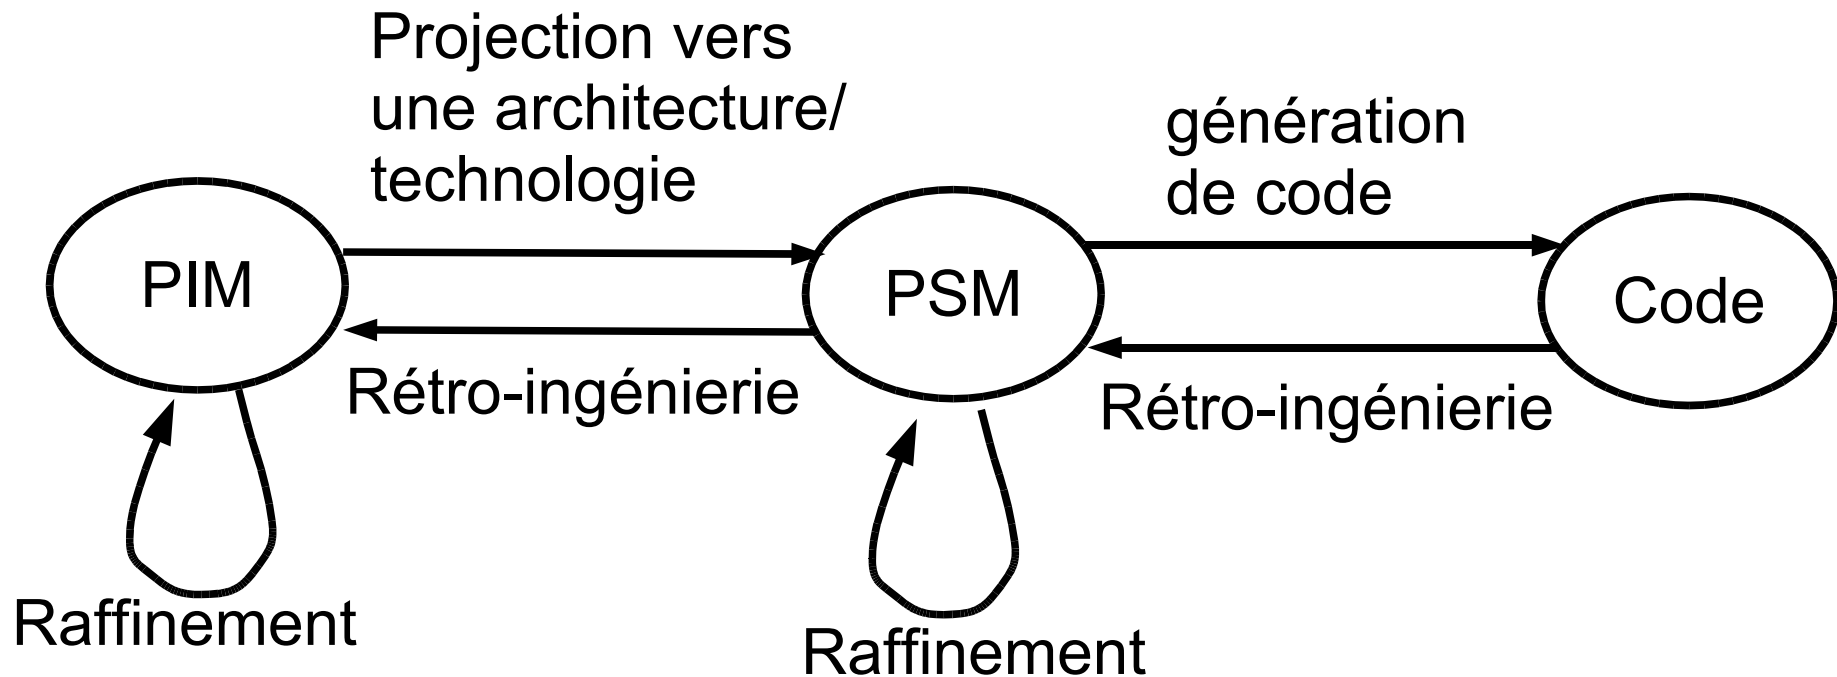 Projection vers
une architecture/
technologie
génération
de code
PIM
PSM
Code
Rétro-ingénierie
Rétro-ingénierie
Raffinement
Raffinement